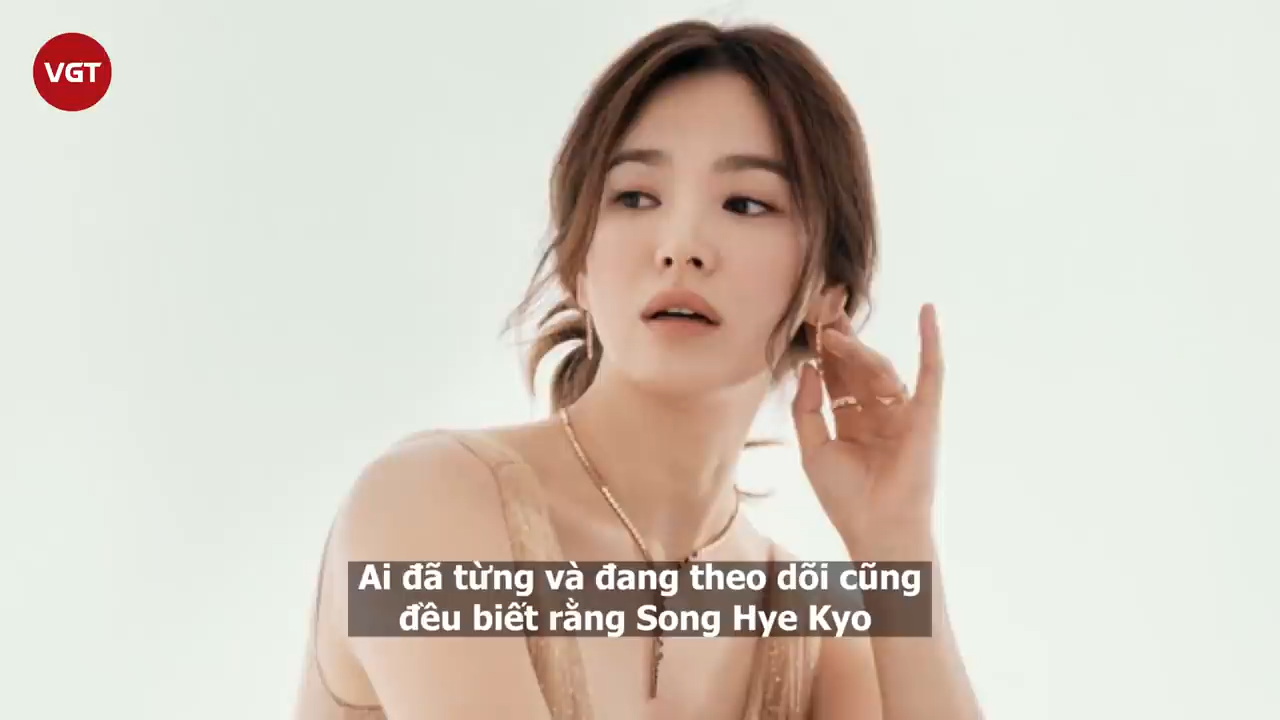 VGT
Ai đã từng và đang theo dõi cũng
đều biết rằng Song Hye Kyo